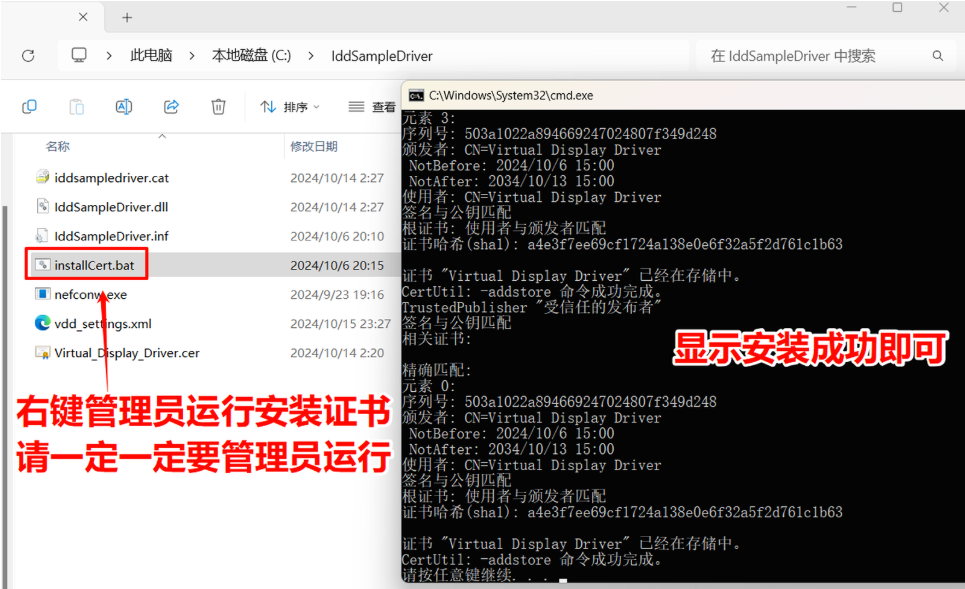 此电脑 > 本地磁盘 (C:) > IddSampleDriver
在 IddSampleDriver 中搜索
排序
查看
名称 修改日期
iddsampledriver.cat 2024/10/14 2:27
IddSampleDriver.dll 2024/10/14 2:27
IddSampleDriver.inf 2024/10/6 20:10
installCert.bat 2024/10/6 20:15
nefconw.exe 2024/9/23 19:16
vdd_settings.xml 2024/10/15 23:27
Virtual_Display_Driver.cer 2024/10/14 2:20
右键管理员运行安装证书
请一定一定要管理员运行
C:\Windows\System32\cmd.exe
元素 3:
序列号: 503a1022a894669247024807f349d248
颁发者: CN=Virtual Display Driver
NotBefore: 2024/10/6 15:00
NotAfter: 2034/10/13 15:00
使用者: CN=Virtual Display Driver
签名与公钥匹配
根证书: 使用者与颁发者匹配
证书哈希(sha1): a4e3f7ee69cf1724a138e0e6f32a5f2d761c1b63
证书 "Virtual Display Driver" 已经在存储中。
CertUtil: -addstore 命令成功完成。
TrustedPublisher "受信任的发布者"
签名与公钥匹配
相关证书:
精确匹配:
元素 0:
序列号: 503a1022a894669247024807f349d248
颁发者: CN=Virtual Display Driver
NotBefore: 2024/10/6 15:00
NotAfter: 2034/10/13 15:00
使用者: CN=Virtual Display Driver
签名与公钥匹配
根证书: 使用者与颁发者匹配
证书哈希(sha1): a4e3f7ee69cf1724a138e0e6f32a5f2d761c1b63
证书 "Virtual Display Driver" 已经在存储中。
CertUtil: -addstore 命令成功完成。
请按任意键继续. . .
显示安装成功即可